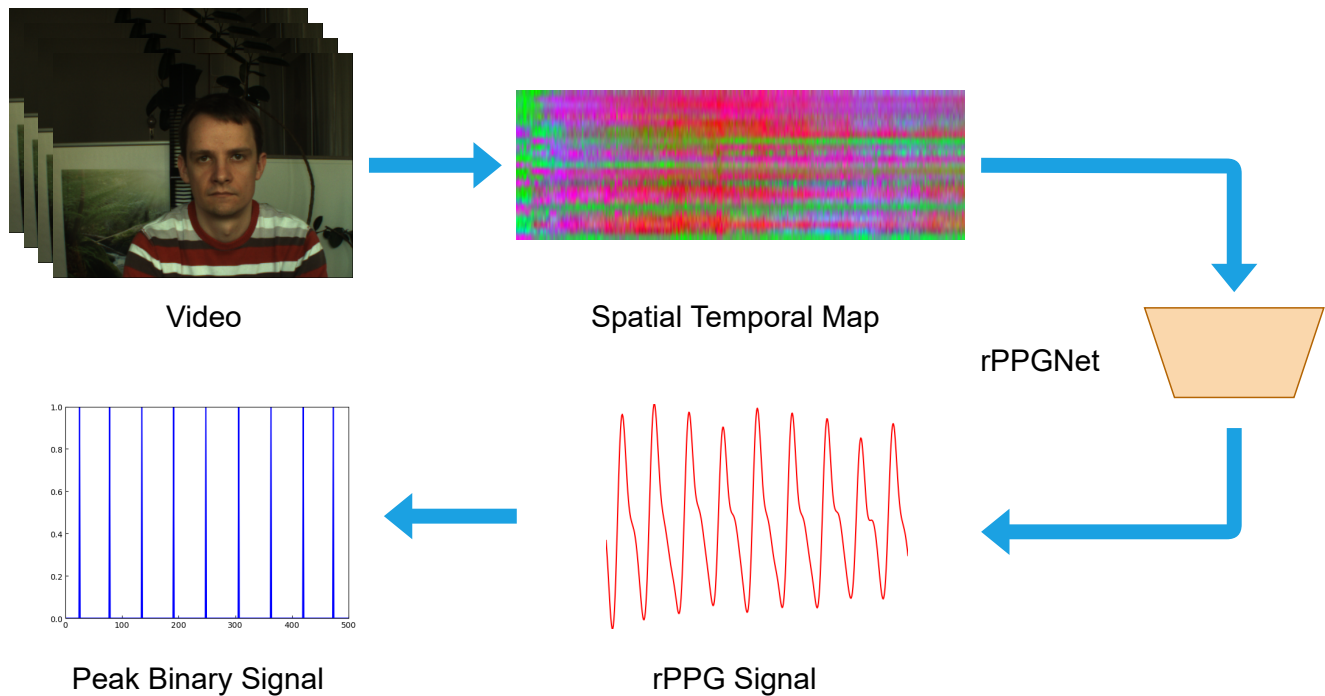 Video
Spatial Temporal Map
rPPGNet
1.0
0.8
0.6
0.4
0.2
0.0
0 100 200 300 400 500
Peak Binary Signal
rPPG Signal